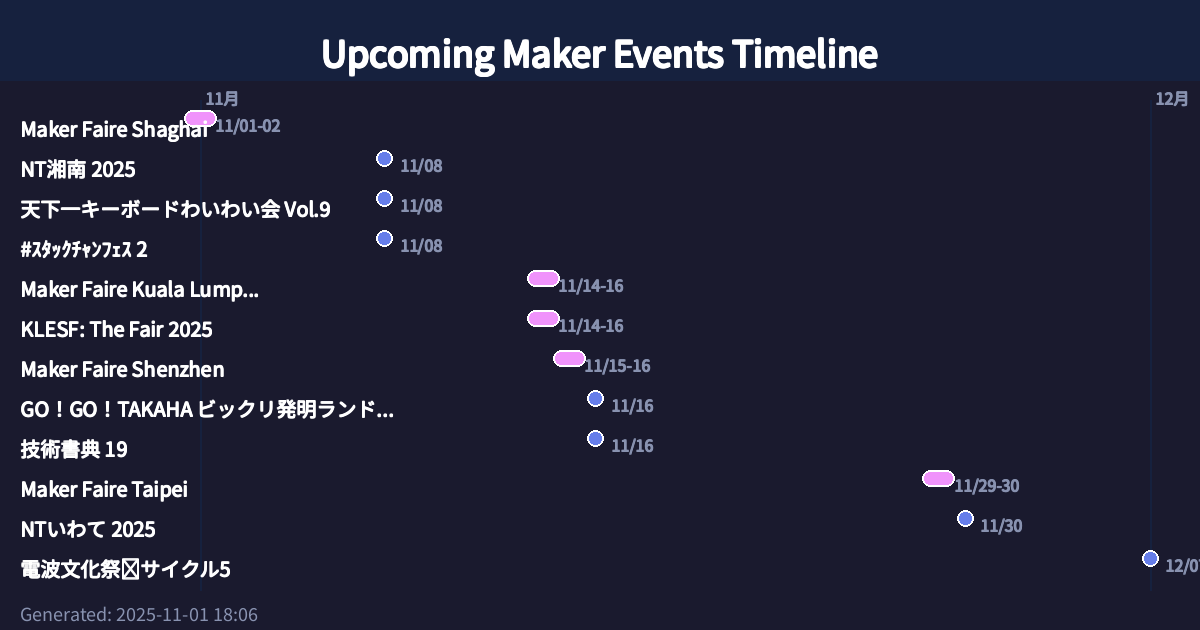 Upcoming Maker Events Timeline
11月 12月
Maker Faire Shaghai 11/01-02
NT湘南 2025 11/08
天下一キーボードわいわい会 Vol.9 11/08
#ｽﾀｯｸﾁｬﾝﾌｪｽ 2 11/08
Maker Faire Kuala Lump... 11/14-16
KLESF: The Fair 2025 11/14-16
Maker Faire Shenzhen 11/15-16
GO！GO！TAKAHA ビックリ発明ランド... 11/16
技術書典 19 11/16
Maker Faire Taipei 11/29-30
NTいわて 2025 11/30
電波文化祭 サイクル5
Generated: 2025-11-01 18:06